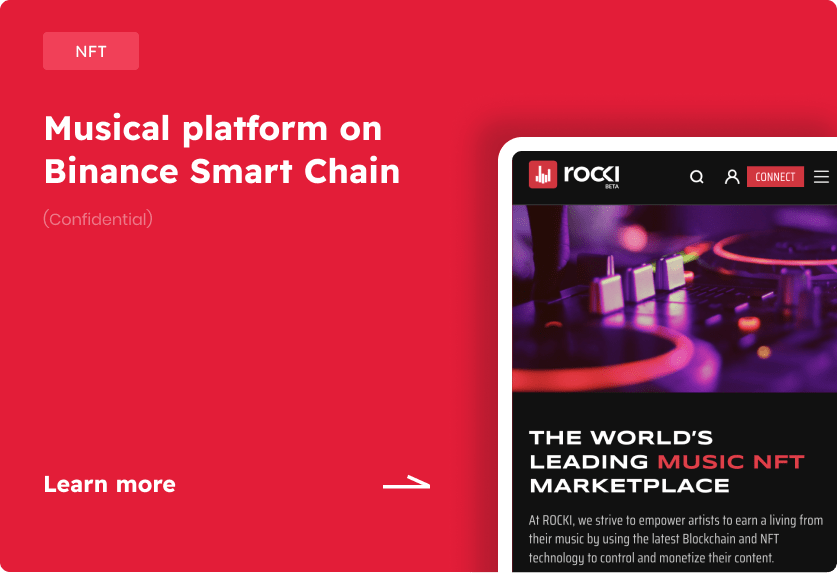 NFT
Musical platform on
Binance Smart Chain
(Confidential)
Learn more
ROCKI
BETA
CONNECT
THE WORLD'S
LEADING MUSIC NFT
MARKETPLACE
At ROCKI, we strive to empower artists to earn a living from
their music by using the latest Blockchain and NFT
technology to control and monetize their content.